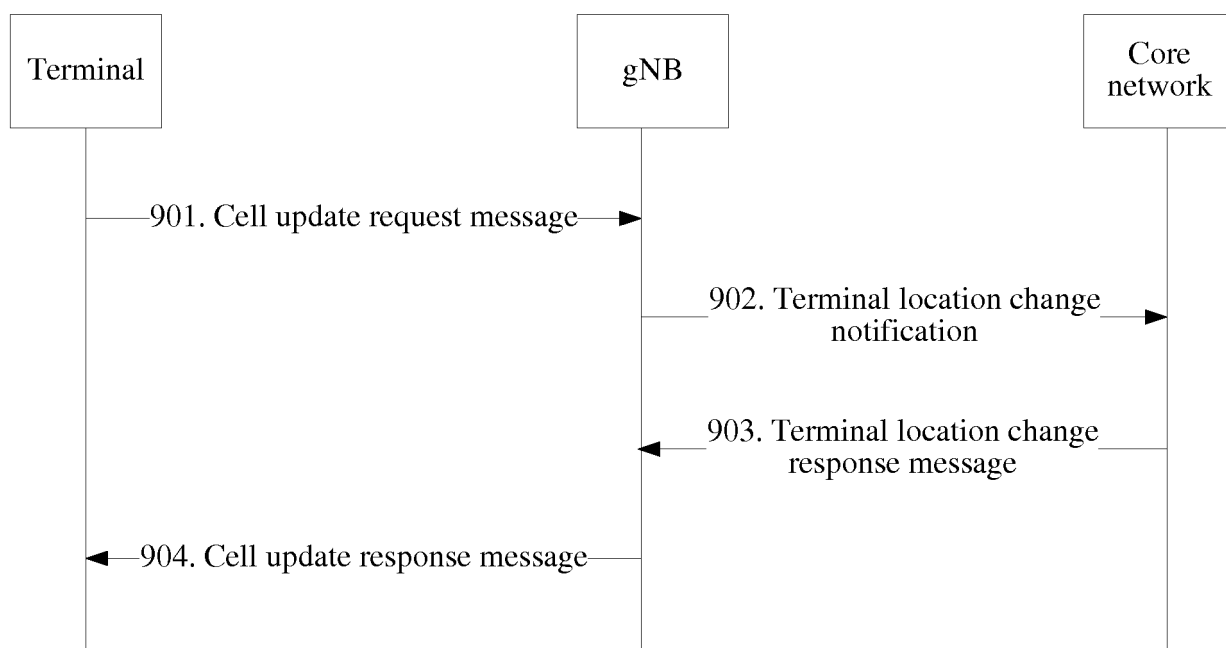 Terminal
gNB
Core
network
901. Cell update request message
902. Terminal location change
notification
903. Terminal location change
response message
904. Cell update response message